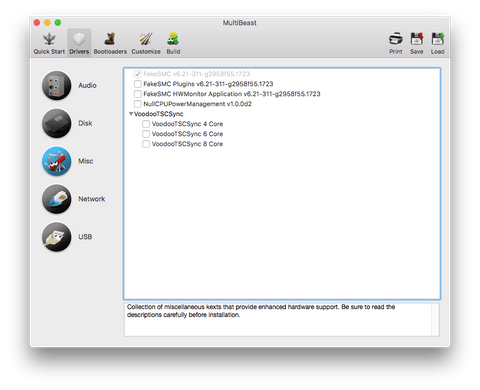 MultiBeast
Quick Start
Drivers
Bootloaders
Customize
Build
Print
Save
Load
Audio
Disk
Misc
Network
USB
FakeSMC v6.21-311-g2958f55.1723
FakeSMC Plugins v6.21-311-g2958f55.1723
FakeSMC HWMonitor Application v6.21-311-g2958f55.1723
NullCPUPowerManagement v1.0.0d2
VoodooTSCSync
VoodooTSCSync 4 Core
VoodooTSCSync 6 Core
VoodooTSCSync 8 Core
Collection of miscellaneous kexts that provide enhanced hardware support. Be sure to read the
descriptions carefully before installation.